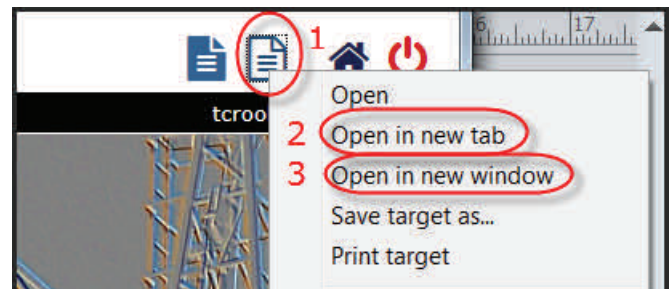 1
6 17
tcroo
Open
2 Open in new tab
3 Open in new window
Save target as...
Print target